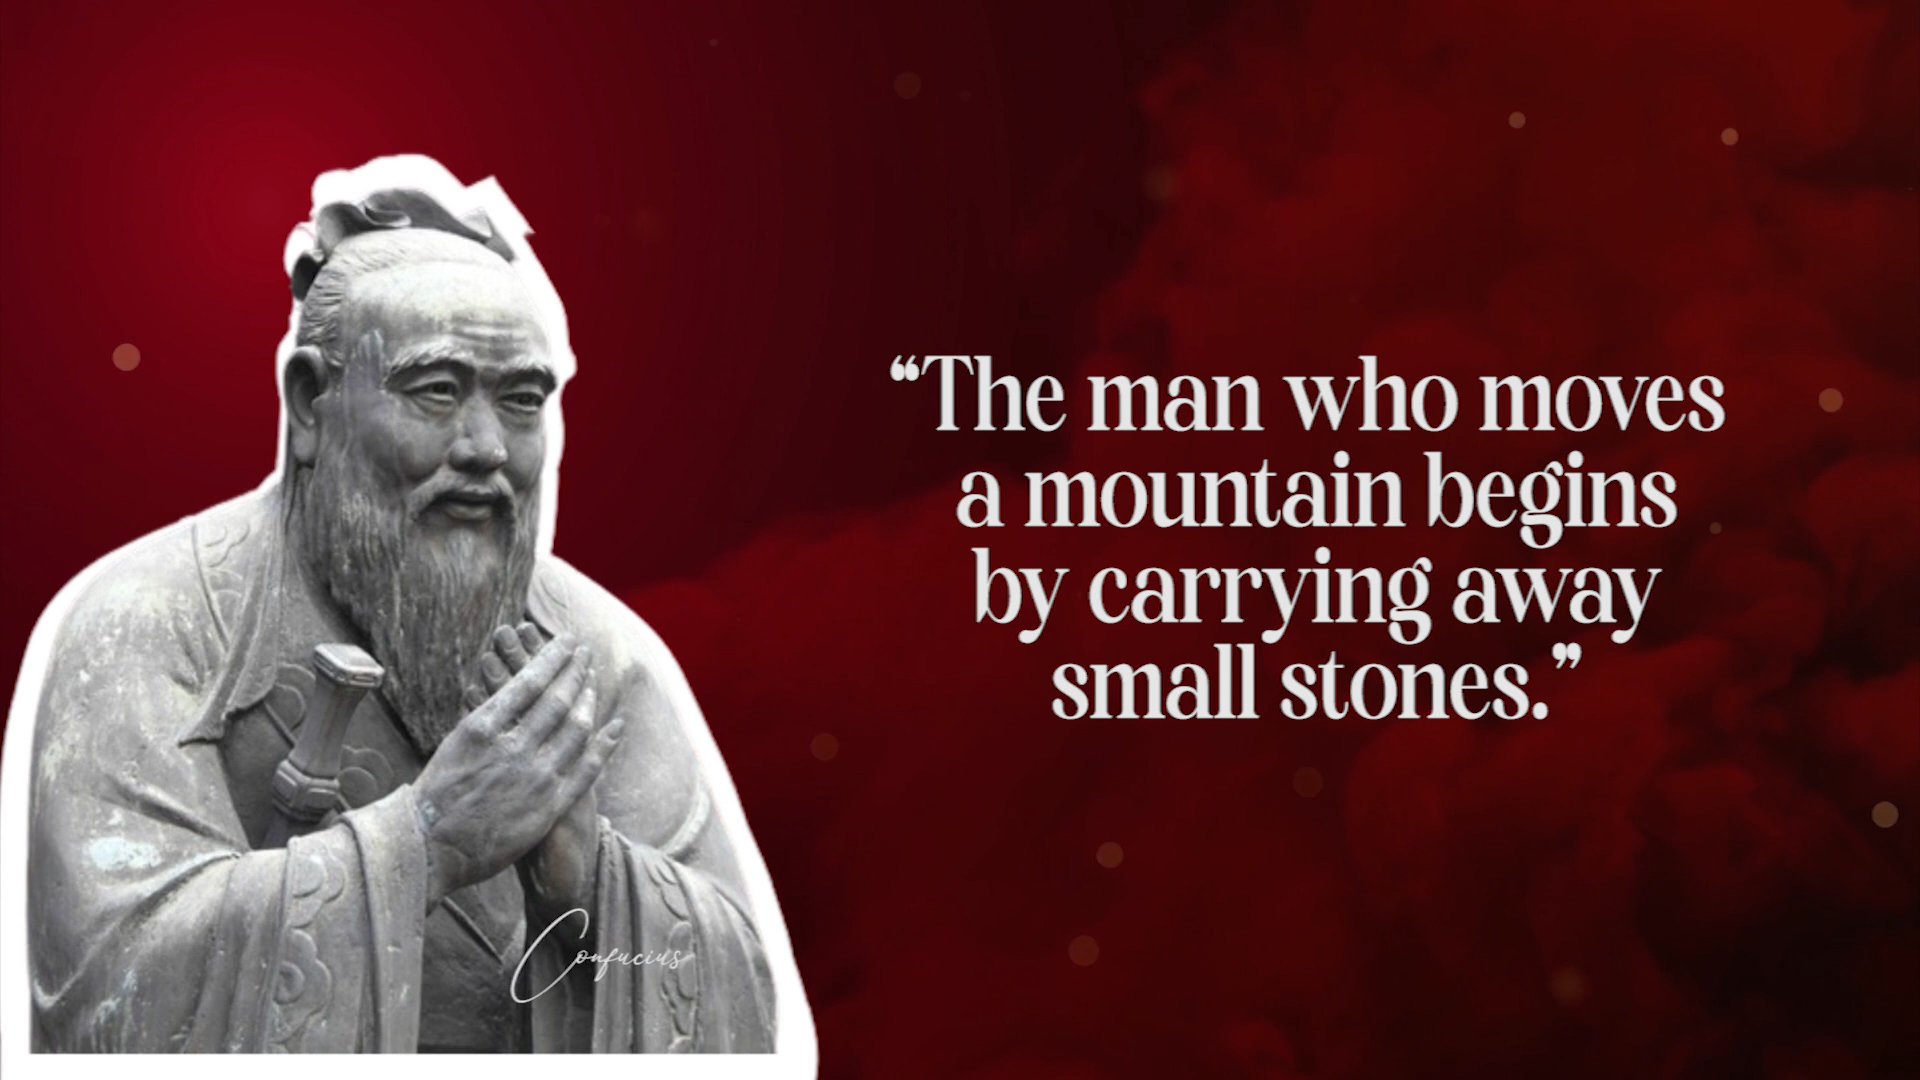 “The man who moves
a mountain begins
by carrying away
small stones.”
Confucius